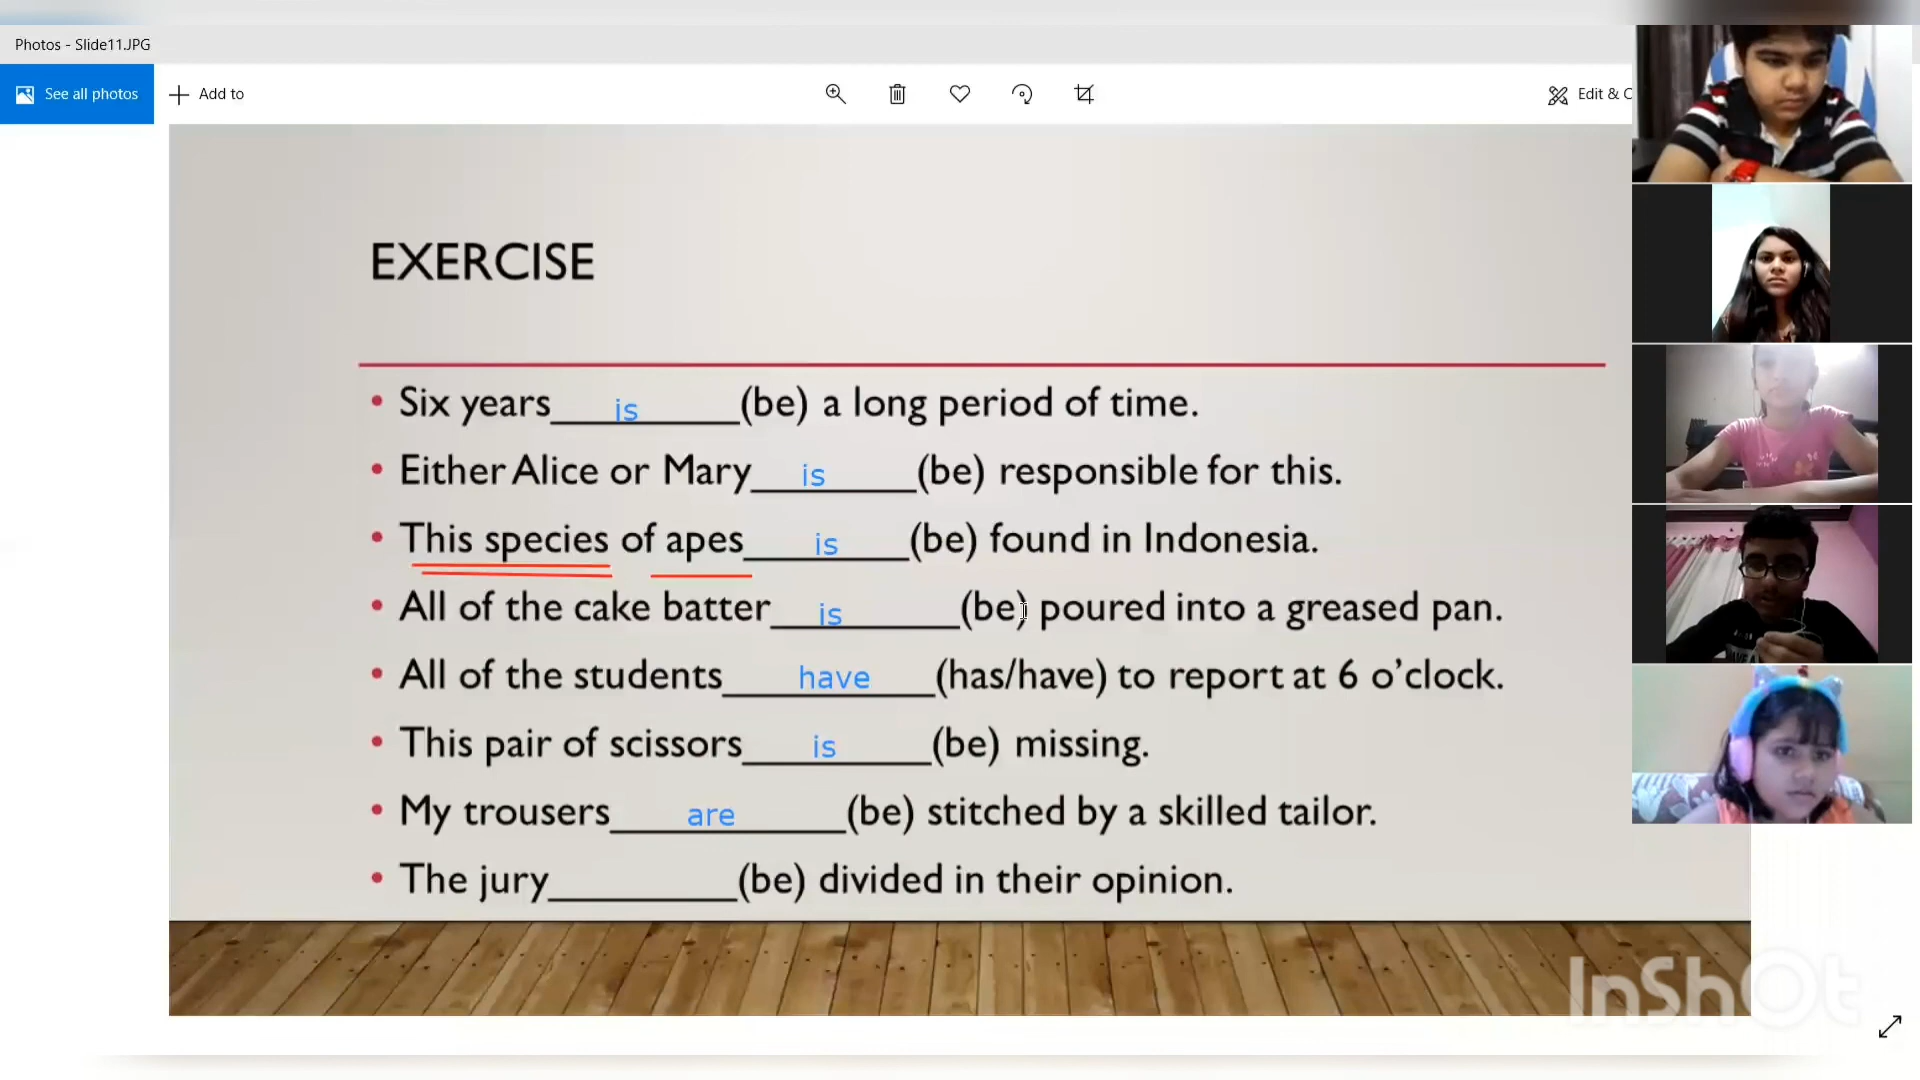 Photos - Slide11.JPG
See all photos
Add to
Edit & C
EXERCISE
• Six years is (be) a long period of time.
• Either Alice or Mary is (be) responsible for this.
• This species of apes is (be) found in Indonesia.
• All of the cake batter is (be) poured into a greased pan.
• All of the students have (has/have) to report at 6 o'clock.
• This pair of scissors is (be) missing.
• My trousers are (be) stitched by a skilled tailor.
• The jury__________(be) divided in their opinion.
InShOt